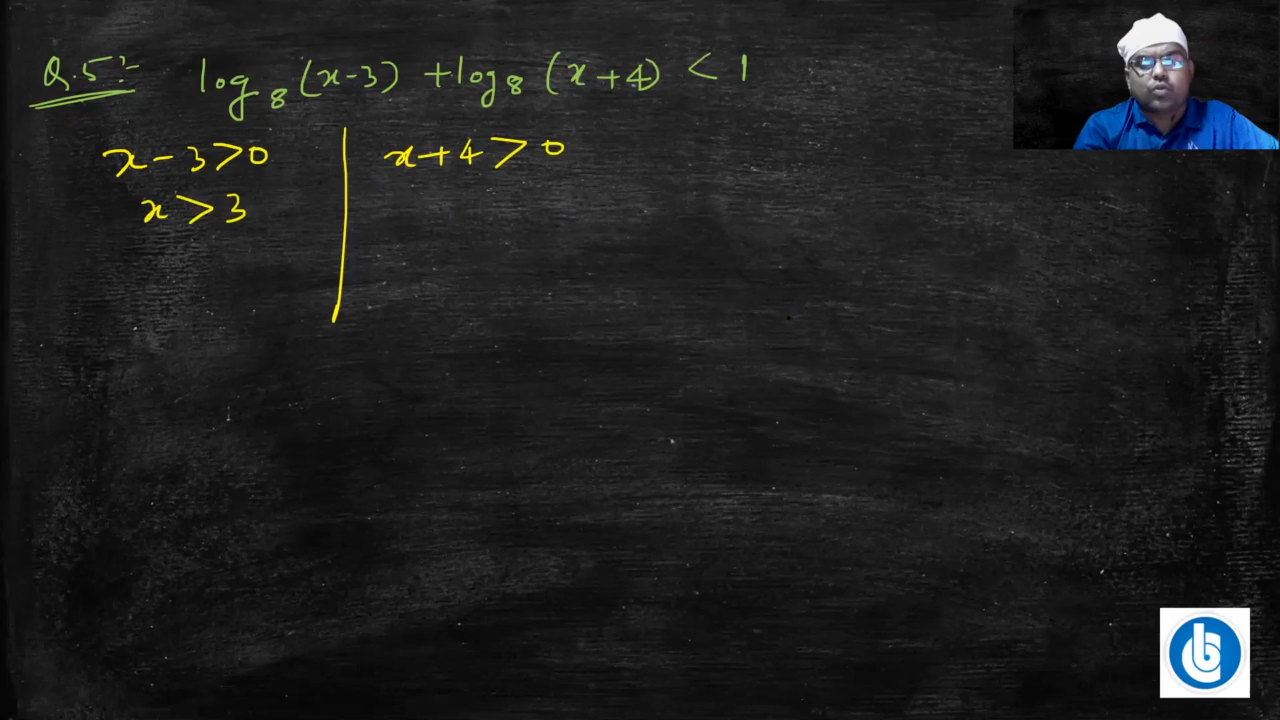 Q.5:- log₈(x-3) + log₈(x+4) < 1
x-3>0
x>3
x+4>0